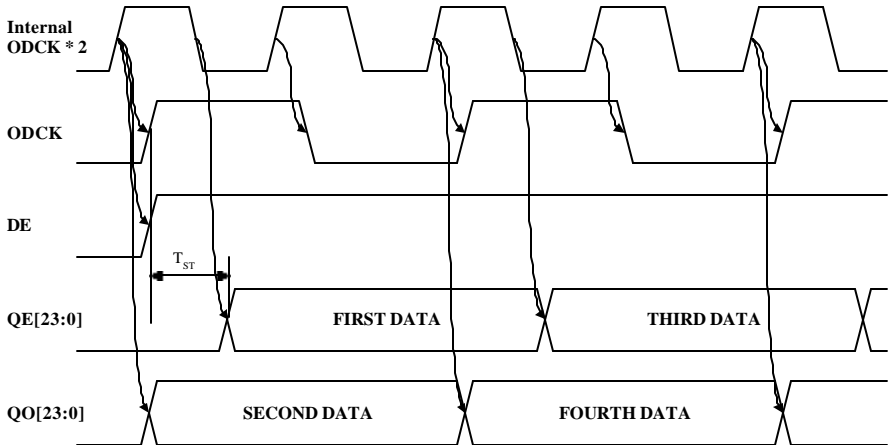 Internal
ODCK * 2
ODCK
DE
T_ST
QE[23:0]
FIRST DATA
THIRD DATA
QO[23:0]
SECOND DATA
FOURTH DATA